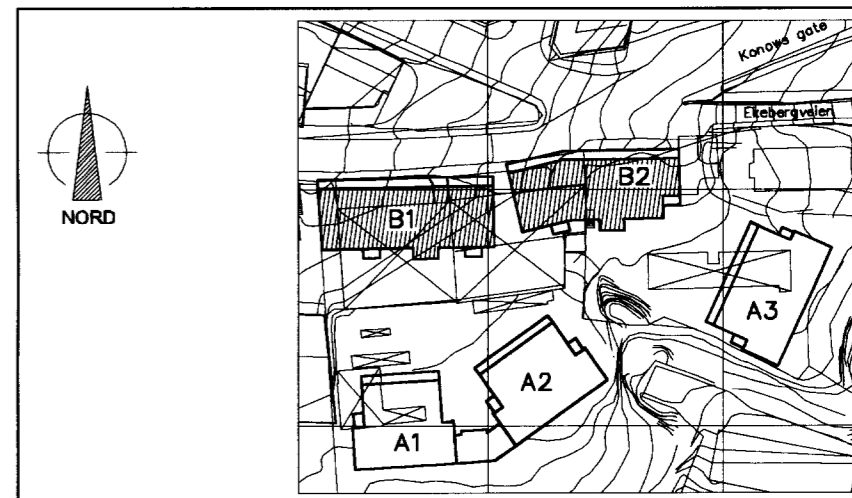 Konows gate
Ekebergveien
NORD
B1
B2
A3
A2
A1